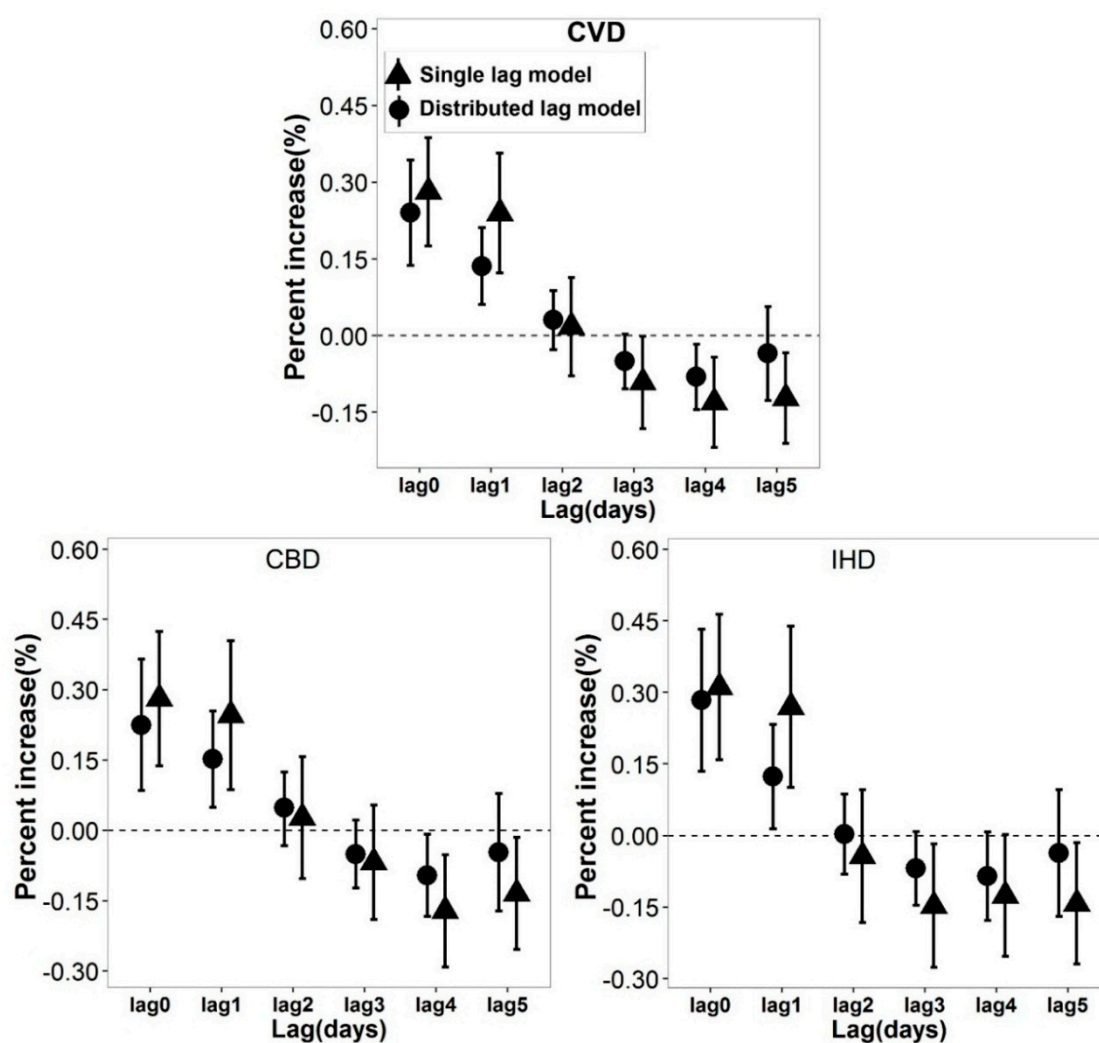 CVD
Single lag model
Distributed lag model
Percent increase(%)
0.60
0.45
0.30
0.15
0.00
-0.15
lag0 lag1 lag2 lag3 lag4 lag5
Lag(days)
CBD
Percent increase(%)
0.60
0.45
0.30
0.15
0.00
-0.15
-0.30
lag0 lag1 lag2 lag3 lag4 lag5
Lag(days)
IHD
Percent increase(%)
0.60
0.45
0.30
0.15
0.00
-0.15
-0.30
lag0 lag1 lag2 lag3 lag4 lag5
Lag(days)